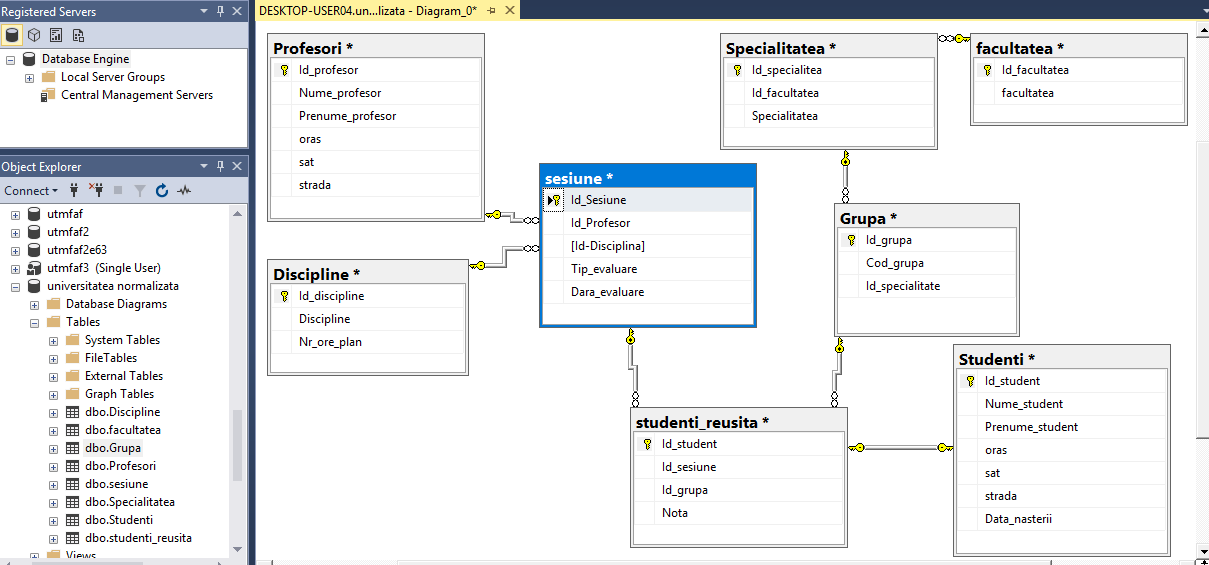 Registered Servers
Database Engine
Local Server Groups
Central Management Servers
Object Explorer
Connect
utmfaf
utmfaf2
utmfaf2e63
utmfaf3 (Single User)
universitatea normalizata
Database Diagrams
Tables
System Tables
FileTables
External Tables
Graph Tables
dbo.Discipline
dbo.facultatea
dbo.Grupa
dbo.Profesori
dbo.sesiune
dbo.Specialitatea
dbo.Studenti
dbo.studenti_reusita
Views
DESKTOP-USER04.un...lizata - Diagram_0*
Profesori *
Id_profesor
Nume_profesor
Prenume_profesor
oras
sat
strada
Discipline *
Id_discipline
Discipline
Nr_ore_plan
sesiune *
Id_Sesiune
Id_Profesor
[Id-Disciplina]
Tip_evaluare
Dara_evaluare
Specialitatea *
Id_specialitea
Id_facultatea
Specialitatea
facultatea *
Id_facultatea
facultatea
Grupa *
Id_grupa
Cod_grupa
Id_specialitate
studenti_reusita *
Id_student
Id_sesiune
Id_grupa
Nota
Studenti *
Id_student
Nume_student
Prenume_student
oras
sat
strada
Data_nasterii